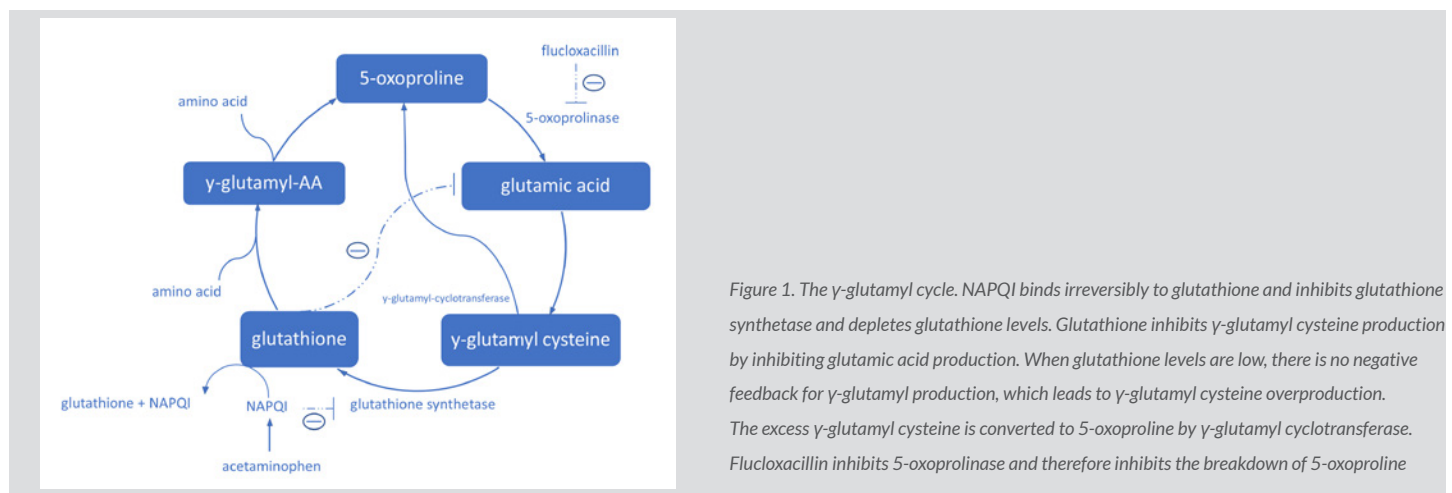 flucloxacillin
5-oxoproline
⊖
5-oxoprolinase
amino acid
γ-glutamyl-AA
glutamic acid
⊖
amino acid
γ-glutamyl-cyclotransferase
glutathione
γ-glutamyl cysteine
glutathione + NAPQI
NAPQI
⊖
glutathione synthetase
acetaminophen
Figure 1. The γ-glutamyl cycle. NAPQI binds irreversibly to glutathione and inhibits glutathione
synthetase and depletes glutathione levels. Glutathione inhibits γ-glutamyl cysteine production
by inhibiting glutamic acid production. When glutathione levels are low, there is no negative
feedback for γ-glutamyl production, which leads to γ-glutamyl cysteine overproduction.
The excess γ-glutamyl cysteine is converted to 5-oxoproline by γ-glutamyl cyclotransferase.
Flucloxacillin inhibits 5-oxoprolinase and therefore inhibits the breakdown of 5-oxoproline